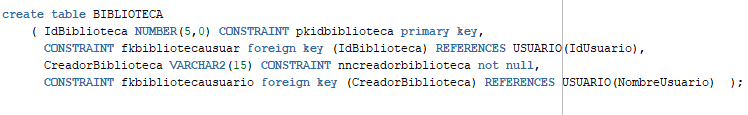 create table BIBLIOTECA
( IdBiblioteca NUMBER(5,0) CONSTRAINT pkidbiblioteca primary key,
CONSTRAINT fkbibliotecausuar foreign key (IdBiblioteca) REFERENCES USUARIO(IdUsuario),
CreadorBiblioteca VARCHAR2(15) CONSTRAINT nncreadorbiblioteca not null,
CONSTRAINT fkbibliotecausuario foreign key (CreadorBiblioteca) REFERENCES USUARIO(NombreUsuario) );